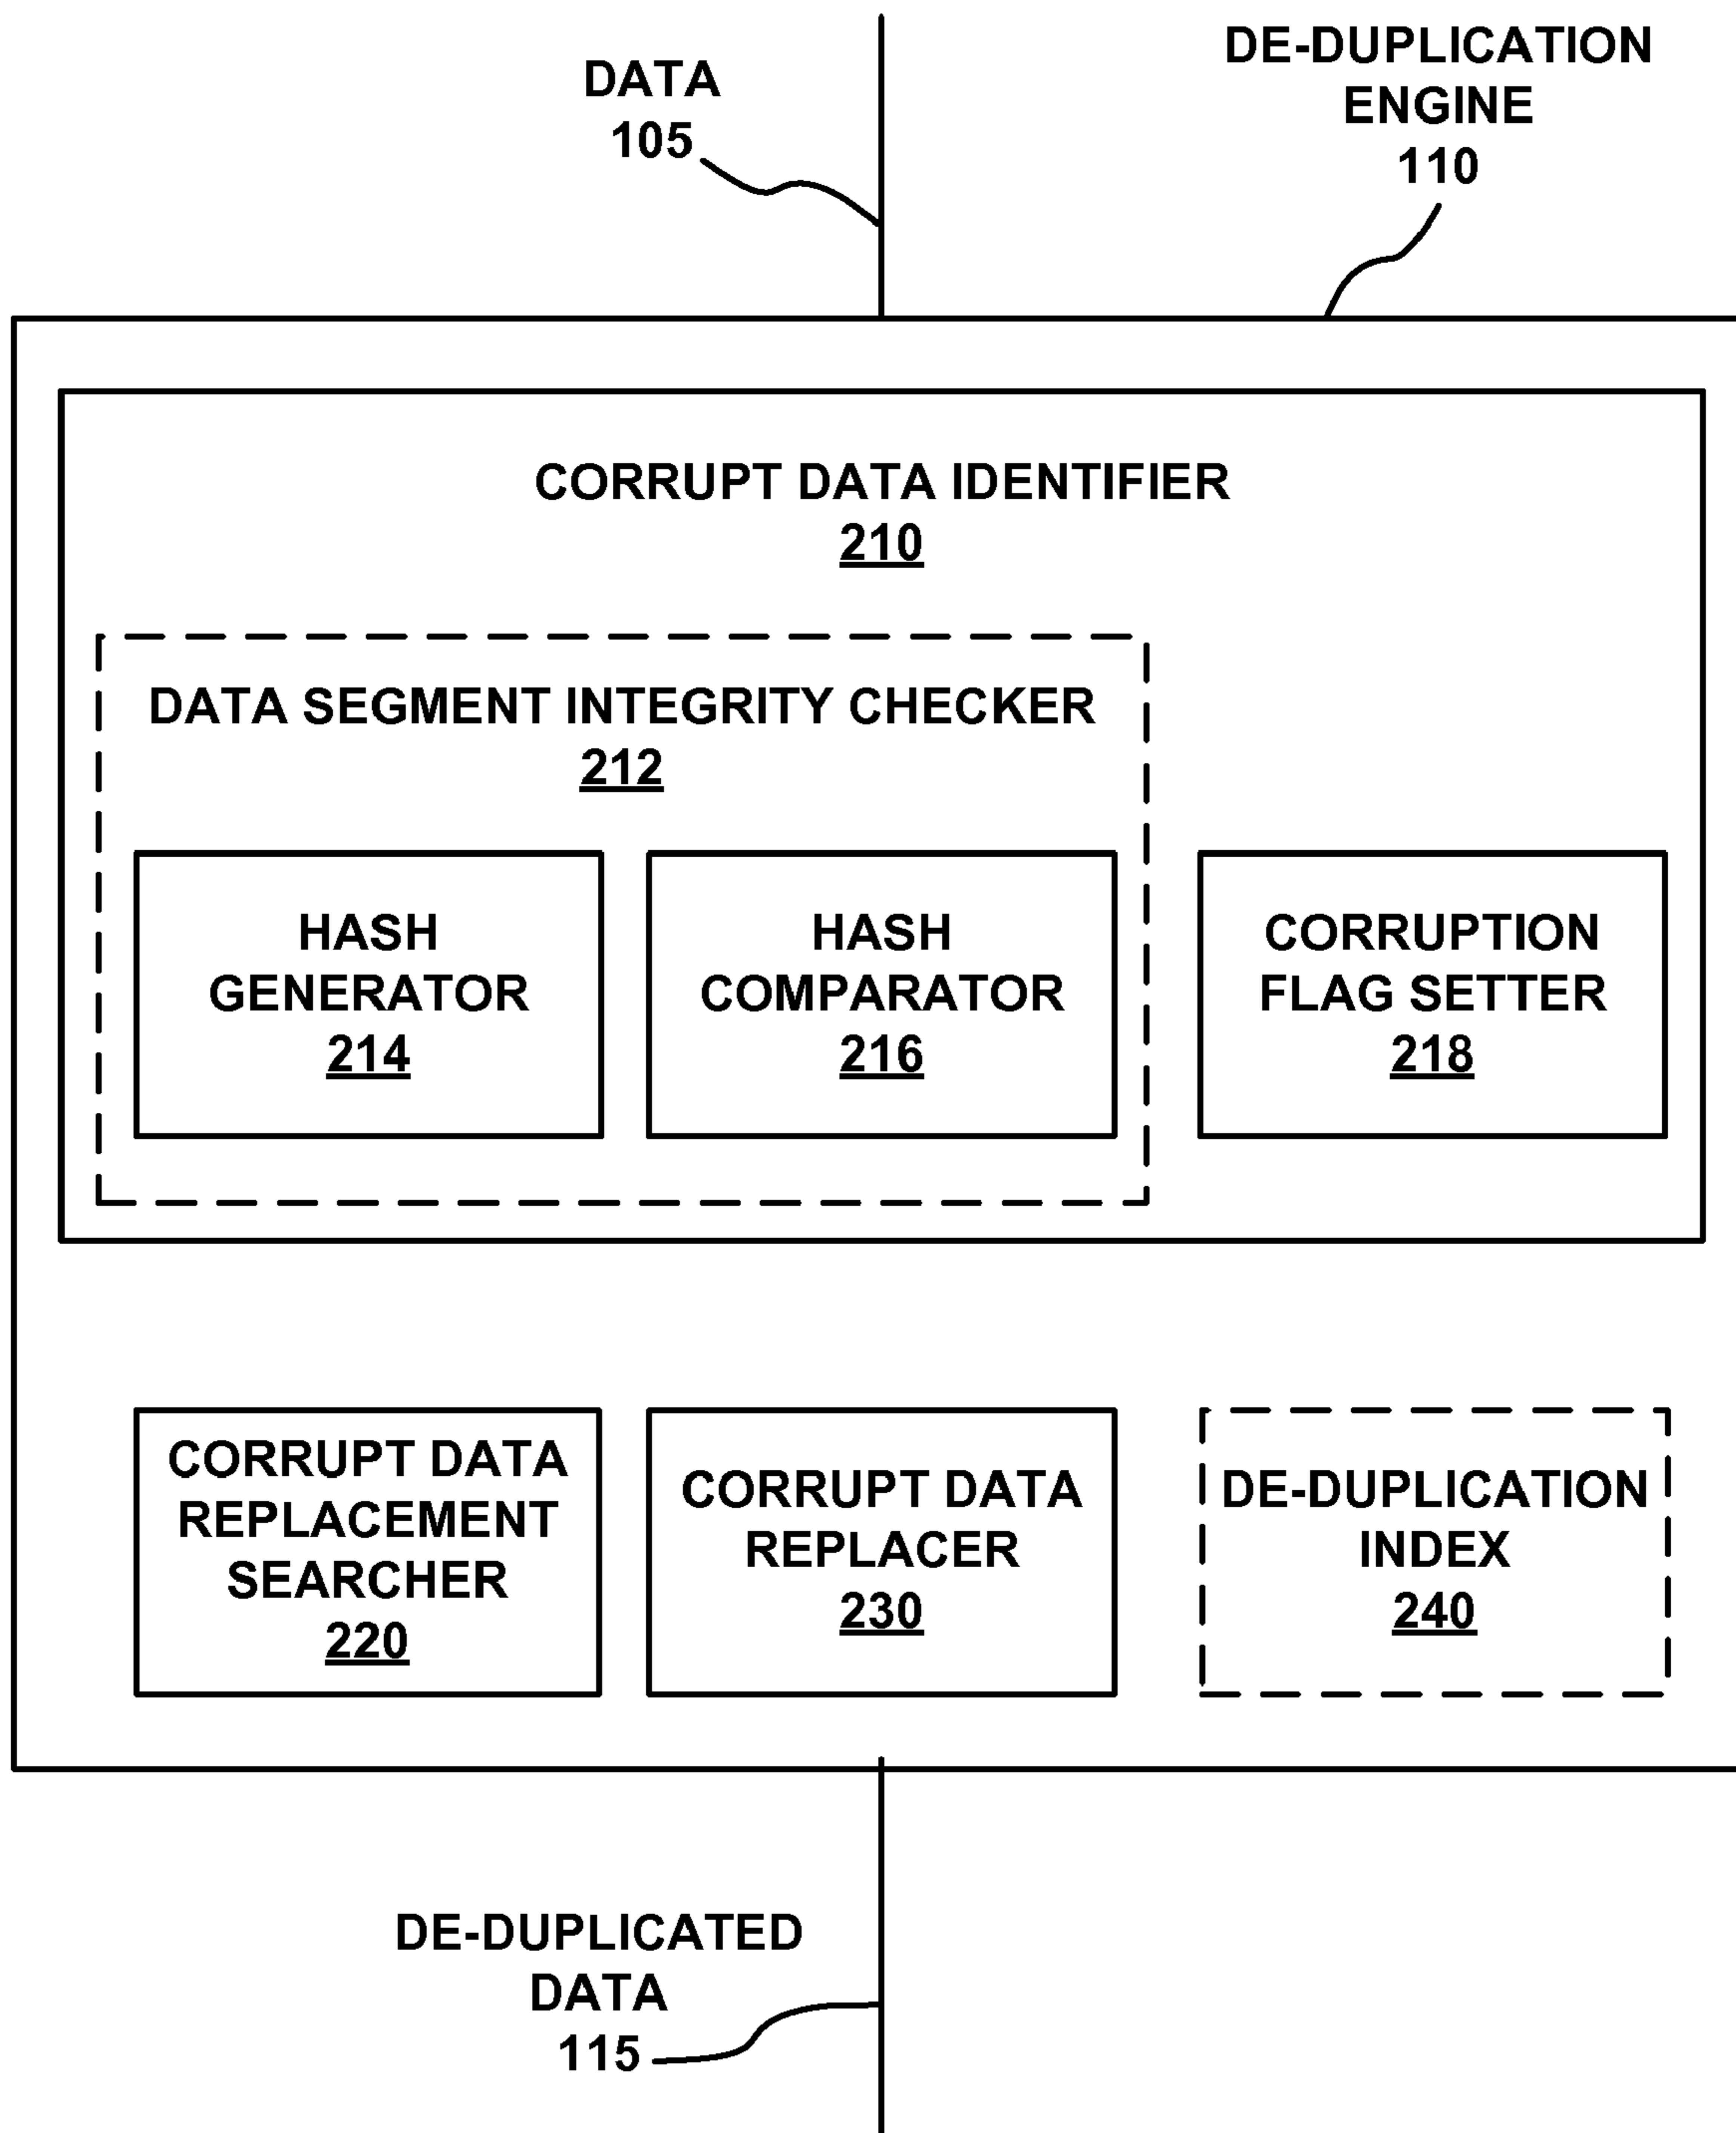 DATA
105
DE-DUPLICATION
ENGINE
110
CORRUPT DATA IDENTIFIER
210
DATA SEGMENT INTEGRITY CHECKER
212
HASH
GENERATOR
214
HASH
COMPARATOR
216
CORRUPTION
FLAG SETTER
218
CORRUPT DATA
REPLACEMENT
SEARCHER
220
CORRUPT DATA
REPLACER
230
DE-DUPLICATION
INDEX
240
DE-DUPLICATED
DATA
115